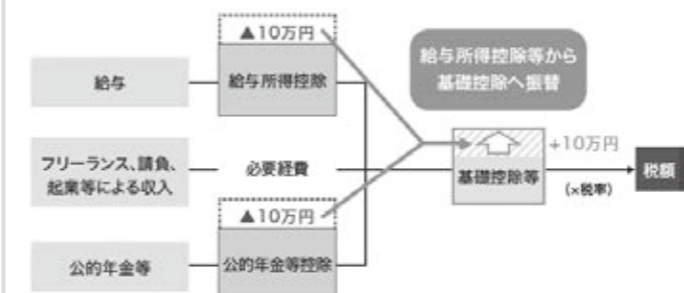 ▲10万円
給与
給与所得控除
給与所得控除等から
基礎控除へ振替
フリーランス、請負、
起業等による収入
必要経費
+10万円
基礎控除等
(×税率)
税額
▲10万円
公的年金等
公的年金等控除